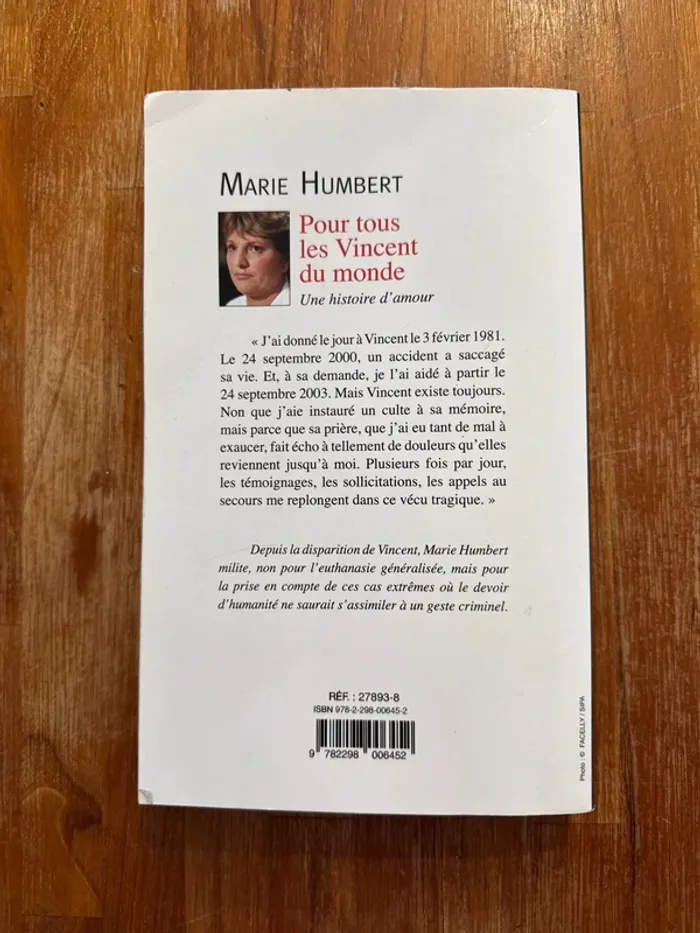 MARIE HUMBERT
Pour tous
les Vincent
du monde
Une histoire d'amour
« J'ai donné le jour à Vincent le 3 février 1981.
Le 24 septembre 2000, un accident a saccagé
sa vie. Et, à sa demande, je l'ai aidé à partir le
24 septembre 2003. Mais Vincent existe toujours.
Non que j'aie instauré un culte à sa mémoire,
mais parce que sa prière, que j'ai eu tant de mal à
exaucer, fait écho à tellement de douleurs qu'elles
reviennent jusqu'à moi. Plusieurs fois par jour,
les témoignages, les sollicitations, les appels au
secours me replongent dans ce vécu tragique. »
Depuis la disparition de Vincent, Marie Humbert
milite, non pour l'euthanasie généralisée, mais pour
la prise en compte de ces cas extrêmes où le devoir
d'humanité ne saurait s'assimiler à un geste criminel.
RÉF. : 27893-8
ISBN 978-2-298-00645-2
9 782298 006452
Photo : © FACELLY / SIPA